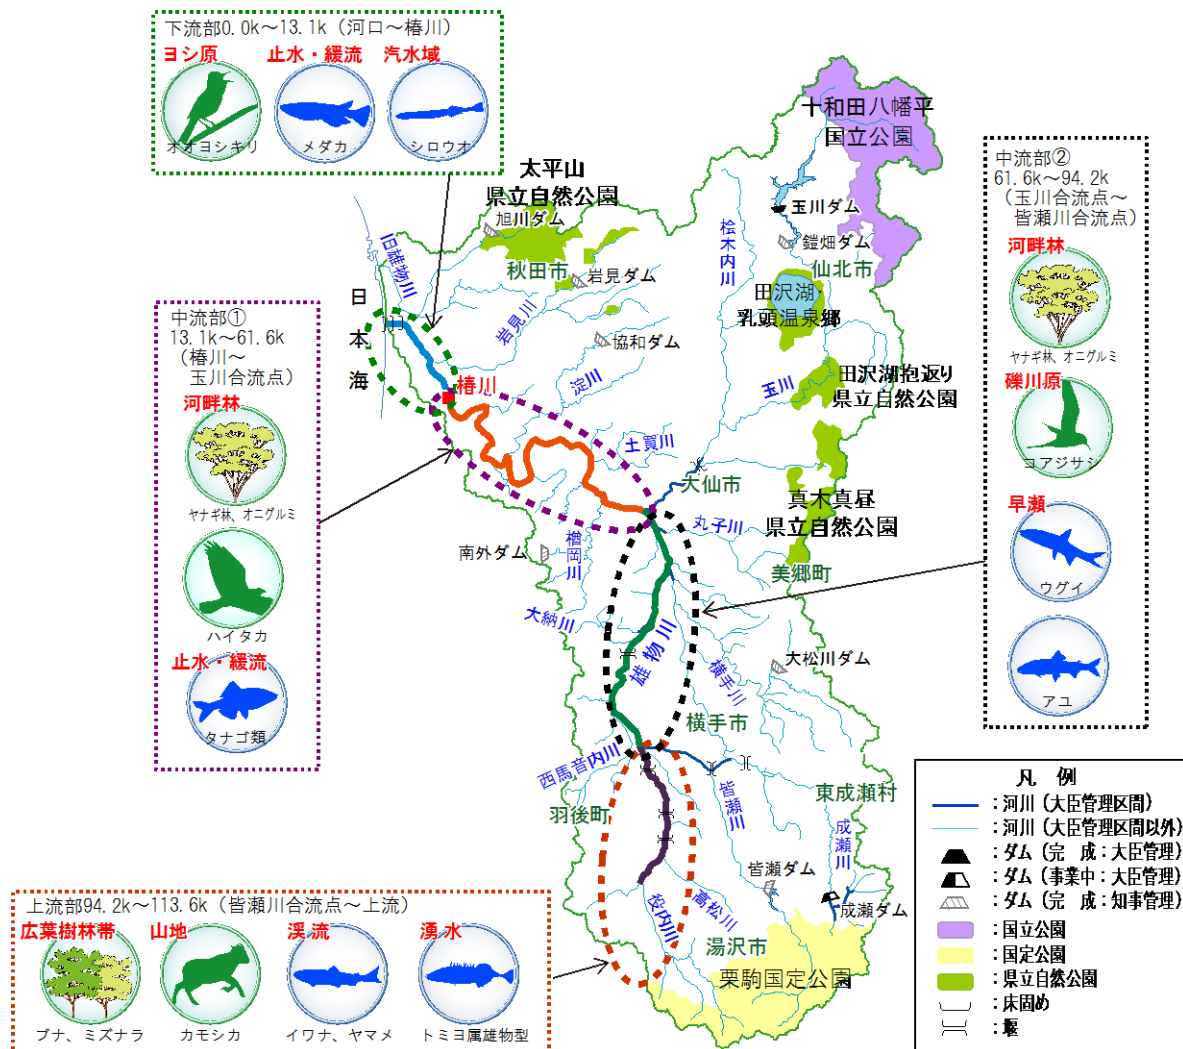 下流部0.0k～13.1k（河口～椿川）
ヨシ原
止水・緩流
汽水域
オオヨシキリ
メダカ
シロウオ
十和田八幡平
国立公園
太平山
県立自然公園
旭川ダム
秋田市
岩見ダム
協和ダム
旧雄物川
岩見川
淀川
日本海
椿川
玉川ダム
鎧畑ダム
桧木内川
仙北市
田沢湖・
乳頭温泉郷
玉川
田沢湖抱返り
県立自然公園
土買川
大仙市
丸子川
真木真昼
県立自然公園
美郷町
南外ダム
楢岡川
大納川
雄物川
横手川
大松川ダム
横手市
西馬音内川
羽後町
皆瀬川
東成瀬村
成瀬川
皆瀬ダム
成瀬ダム
役内川
高松川
湯沢市
栗駒国定公園
中流部①
13.1k～61.6k
（椿川～
玉川合流点）
河畔林
ヤナギ林、オニグルミ
ハイタカ
止水・緩流
タナゴ類
中流部②
61.6k～94.2k
（玉川合流点～
皆瀬川合流点）
河畔林
ヤナギ林、オニグルミ
礫川原
コアジサシ
早瀬
ウグイ
アユ
上流部94.2k～113.6k（皆瀬川合流点～上流）
広葉樹林帯
山地
渓流
湧水
ブナ、ミズナラ
カモシカ
イワナ、ヤマメ
トミヨ属雄物型
凡 例
：河川（大臣管理区間）
：河川（大臣管理区間以外）
：ダム（完 成：大臣管理）
：ダム（事業中：大臣管理）
：ダム（完 成：知事管理）
：国立公園
：国定公園
：県立自然公園
：床固め
：堰